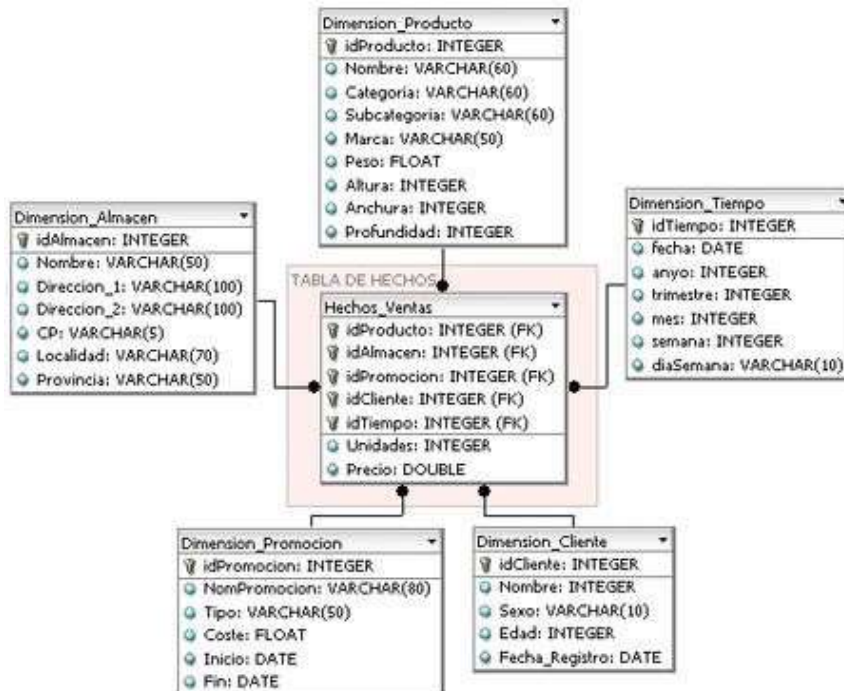 Dimension_Producto
idProducto: INTEGER
Nombre: VARCHAR(60)
Categoria: VARCHAR(60)
Subcategoria: VARCHAR(60)
Marca: VARCHAR(50)
Peso: FLOAT
Altura: INTEGER
Anchura: INTEGER
Profundidad: INTEGER
Dimension_Almacen
idAlmacen: INTEGER
Nombre: VARCHAR(50)
Direccion_1: VARCHAR(100)
Direccion_2: VARCHAR(100)
CP: VARCHAR(5)
Localidad: VARCHAR(70)
Provincia: VARCHAR(50)
Dimension_Tiempo
idTiempo: INTEGER
fecha: DATE
anyo: INTEGER
trimestre: INTEGER
mes: INTEGER
semana: INTEGER
diaSemana: VARCHAR(10)
TABLA DE HECHOS
Hechos_Ventas
idProducto: INTEGER (FK)
idAlmacen: INTEGER (FK)
idPromocion: INTEGER (FK)
idCliente: INTEGER (FK)
idTiempo: INTEGER (FK)
Unidades: INTEGER
Precio: DOUBLE
Dimension_Promocion
idPromocion: INTEGER
NomPromocion: VARCHAR(80)
Tipo: VARCHAR(50)
Coste: FLOAT
Inicio: DATE
Fin: DATE
Dimension_Cliente
idCliente: INTEGER
Nombre: INTEGER
Sexo: VARCHAR(10)
Edad: INTEGER
Fecha_Registro: DATE